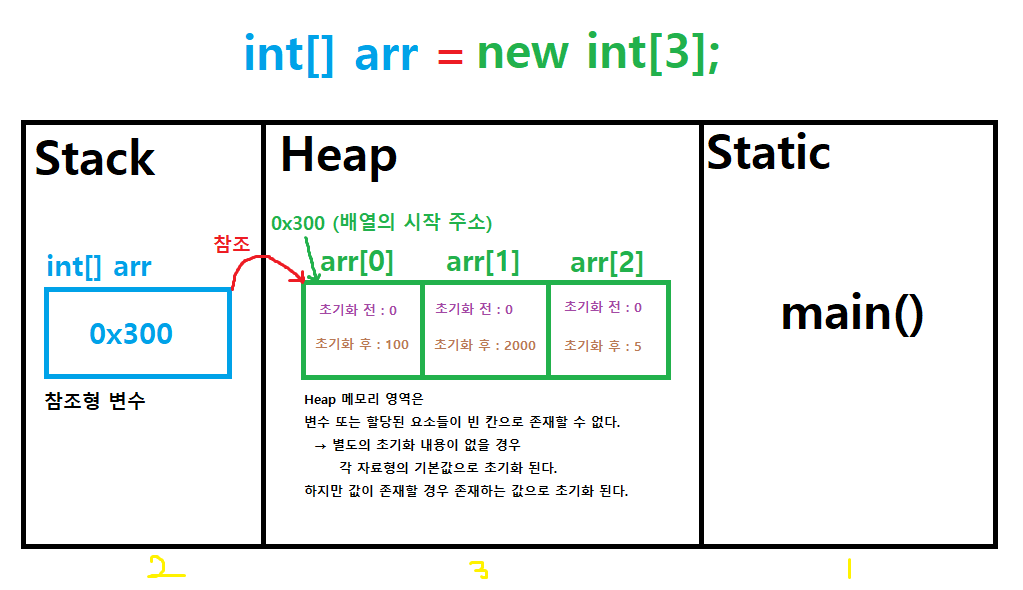 int[] arr = new int[3];
Stack
Heap
Static
0x300 (배열의 시작 주소)
참조
int[] arr
arr[0]
arr[1]
arr[2]
0x300
초기화 전 : 0
초기화 전 : 0
초기화 전 : 0
초기화 후 : 100
초기화 후 : 2000
초기화 후 : 5
main()
참조형 변수
Heap 메모리 영역은
변수 또는 할당된 요소들이 빈 칸으로 존재할 수 없다.
→ 별도의 초기화 내용이 없을 경우
각 자료형의 기본값으로 초기화 된다.
하지만 값이 존재할 경우 존재하는 값으로 초기화 된다.
2
3
1